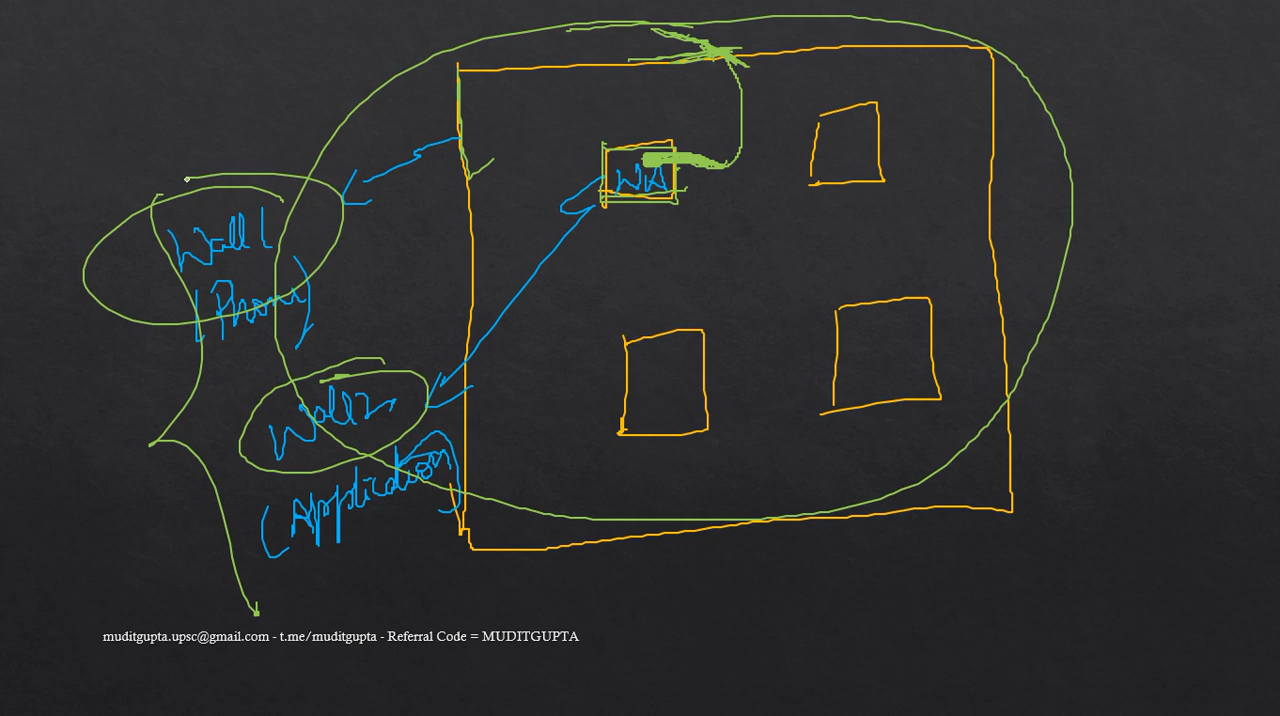 WA
Wall 1
(Phone)
Wall 2
(Application)
muditgupta.upsc@gmail.com - t.me/muditgupta - Referral Code = MUDITGUPTA